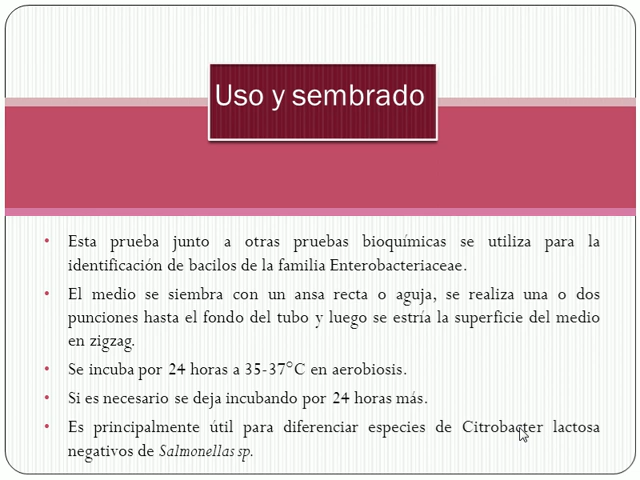 Uso y sembrado
• Esta prueba junto a otras pruebas bioquímicas se utiliza para la
identificación de bacilos de la familia Enterobacteriaceae.
• El medio se siembra con un ansa recta o aguja, se realiza una o dos
punciones hasta el fondo del tubo y luego se estría la superficie del medio
en zigzag.
• Se incuba por 24 horas a 35-37°C en aerobiosis.
• Si es necesario se deja incubando por 24 horas más.
• Es principalmente útil para diferenciar especies de Citrobacter lactosa
negativos de Salmonellas sp.